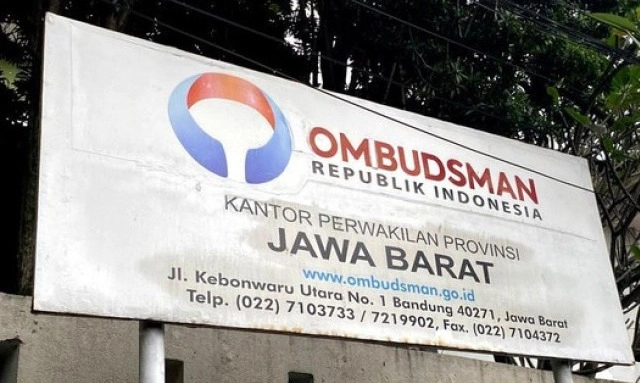 OMBUDSMAN
REPUBLIK INDONESIA
KANTOR PERWAKILAN PROVINSI
JAWA BARAT
www.ombudsman.go.id
Jl. Kebonwaru Utara No. 1 Bandung 40271, Jawa Barat
Telp. (022) 7103733 / 7219902, Fax. (022) 7104372